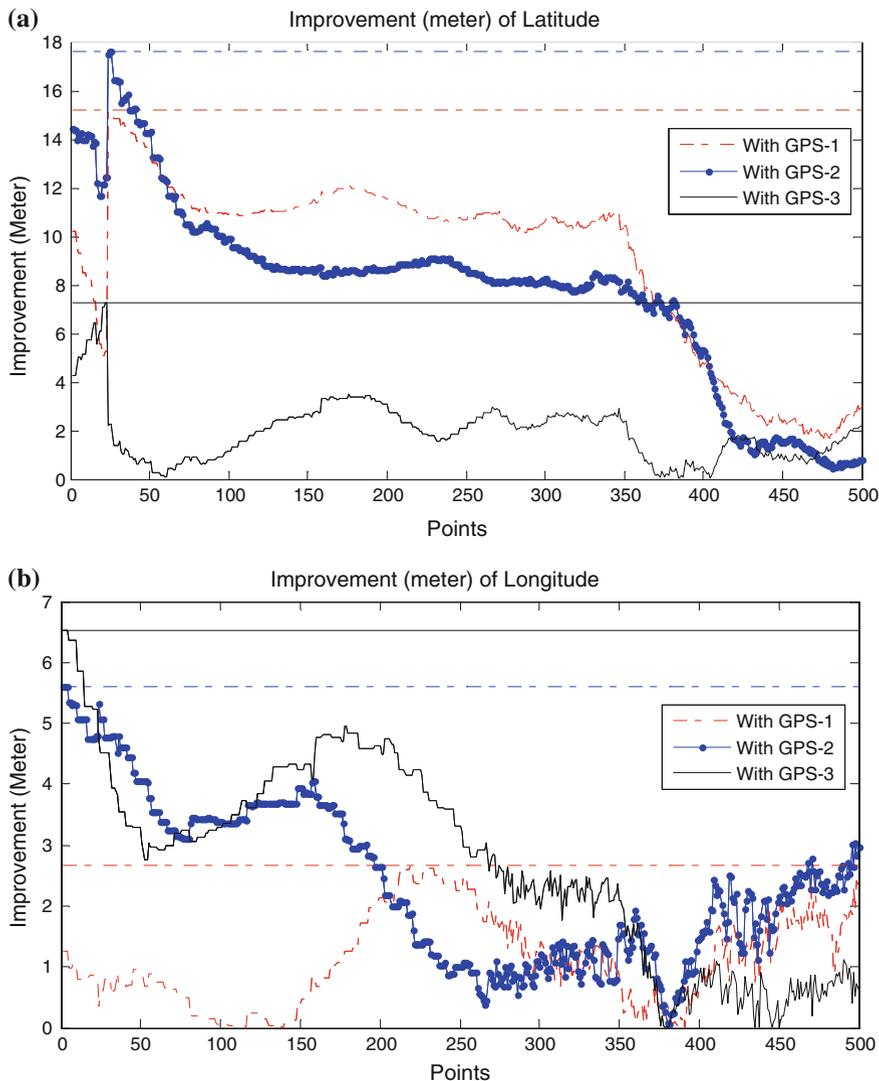 (a)
Improvement (meter) of Latitude
18
16
14
12
10
8
6
4
2
0
Improvement (Meter)
With GPS-1
With GPS-2
With GPS-3
0 50 100 150 200 250 300 350 400 450 500
Points
(b)
Improvement (meter) of Longitude
7
6
5
4
3
2
1
0
Improvement (Meter)
With GPS-1
With GPS-2
With GPS-3
0 50 100 150 200 250 300 350 400 450 500
Points